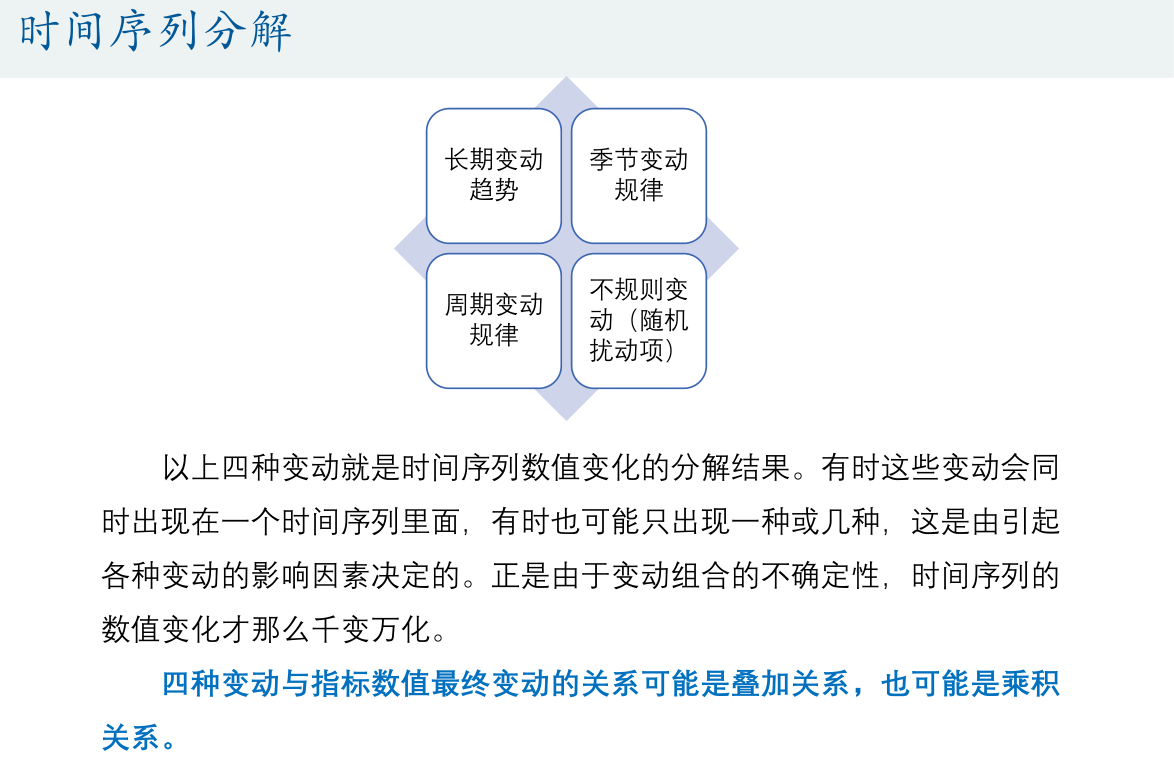 时间序列分解
长期变动
趋势
季节变动
规律
周期变动
规律
不规则变
动（随机
扰动项）
以上四种变动就是时间序列数值变化的分解结果。有时这些变动会同
时出现在一个时间序列里面，有时也可能只出现一种或几种，这是由引起
各种变动的影响因素决定的。正是由于变动组合的不确定性，时间序列的
数值变化才那么千变万化。
四种变动与指标数值最终变动的关系可能是叠加关系，也可能是乘积
关系。